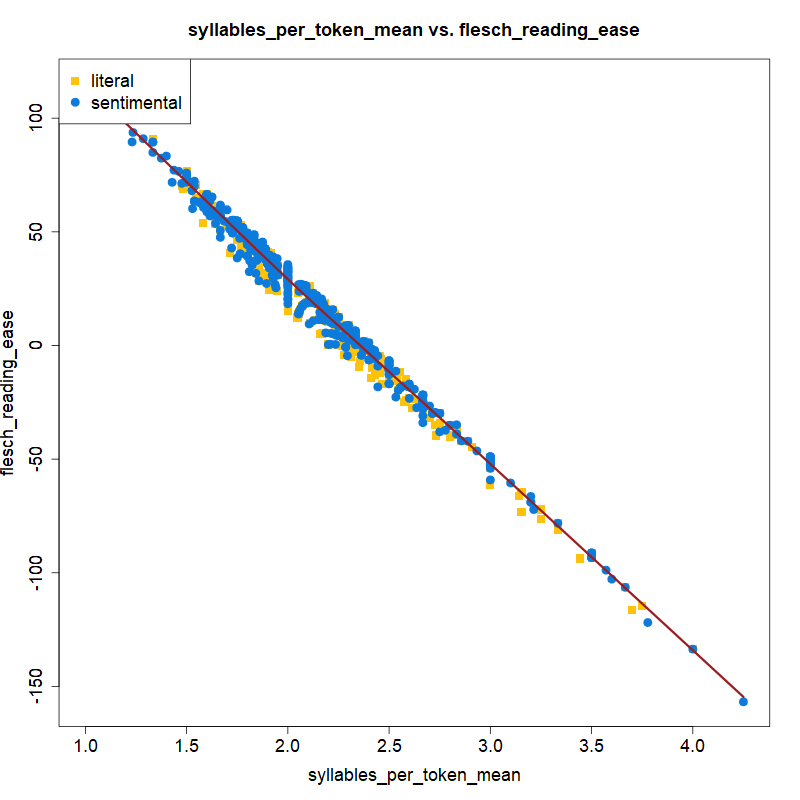 syllables_per_token_mean vs. flesch_reading_ease
literal
sentimental
100
50
0
-50
-100
-150
flesch_reading_ease
1.0 1.5 2.0 2.5 3.0 3.5 4.0
syllables_per_token_mean